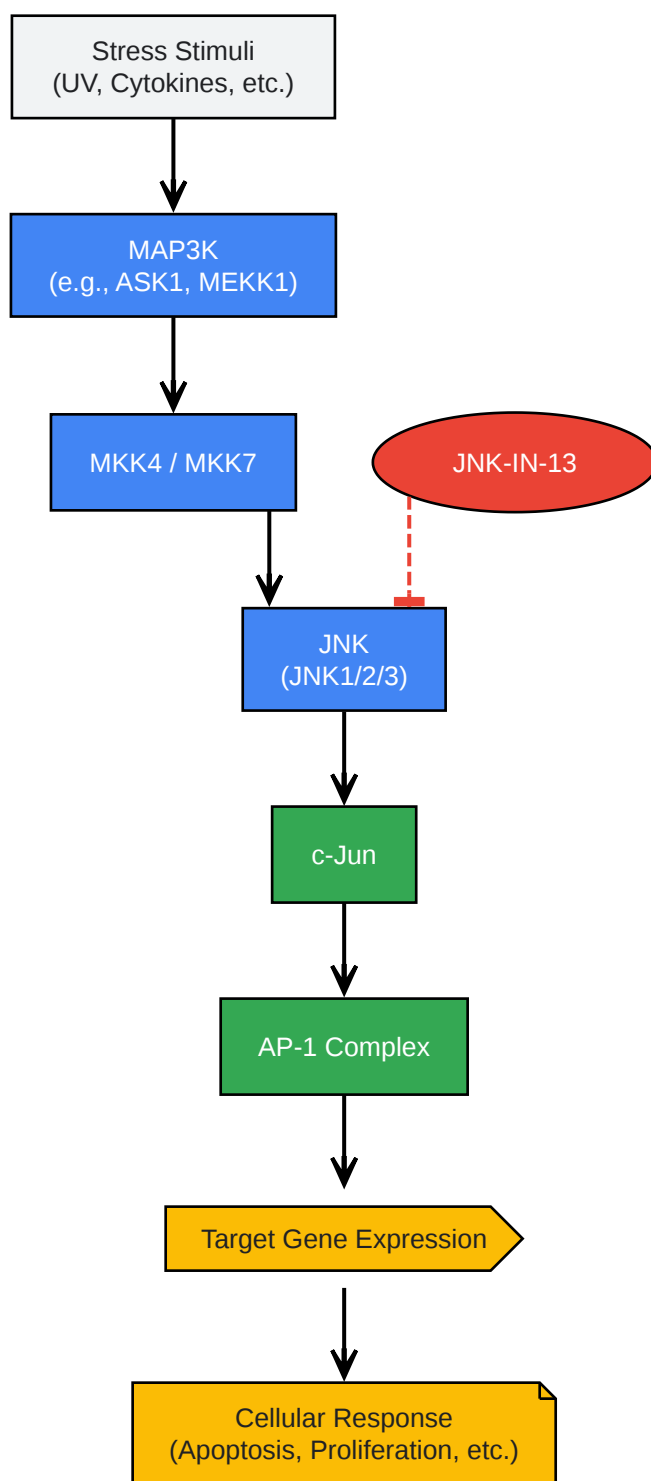 Stress Stimuli
(UV, Cytokines, etc.)
MAP3K
(e.g., ASK1, MEKK1)
MKK4 / MKK7
JNK-IN-13
JNK
(JNK1/2/3)
c-Jun
AP-1 Complex
Target Gene Expression
Cellular Response
(Apoptosis, Proliferation, etc.)